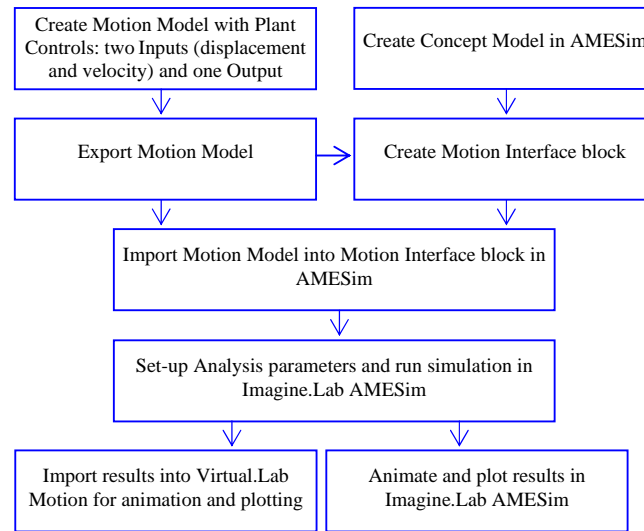 Create Motion Model with Plant
Controls: two Inputs (displacement
and velocity) and one Output
Create Concept Model in AMESim
Export Motion Model
Create Motion Interface block
Import Motion Model into Motion Interface block in
AMESim
Set-up Analysis parameters and run simulation in
Imagine.Lab AMESim
Import results into Virtual.Lab
Motion for animation and plotting
Animate and plot results in
Imagine.Lab AMESim